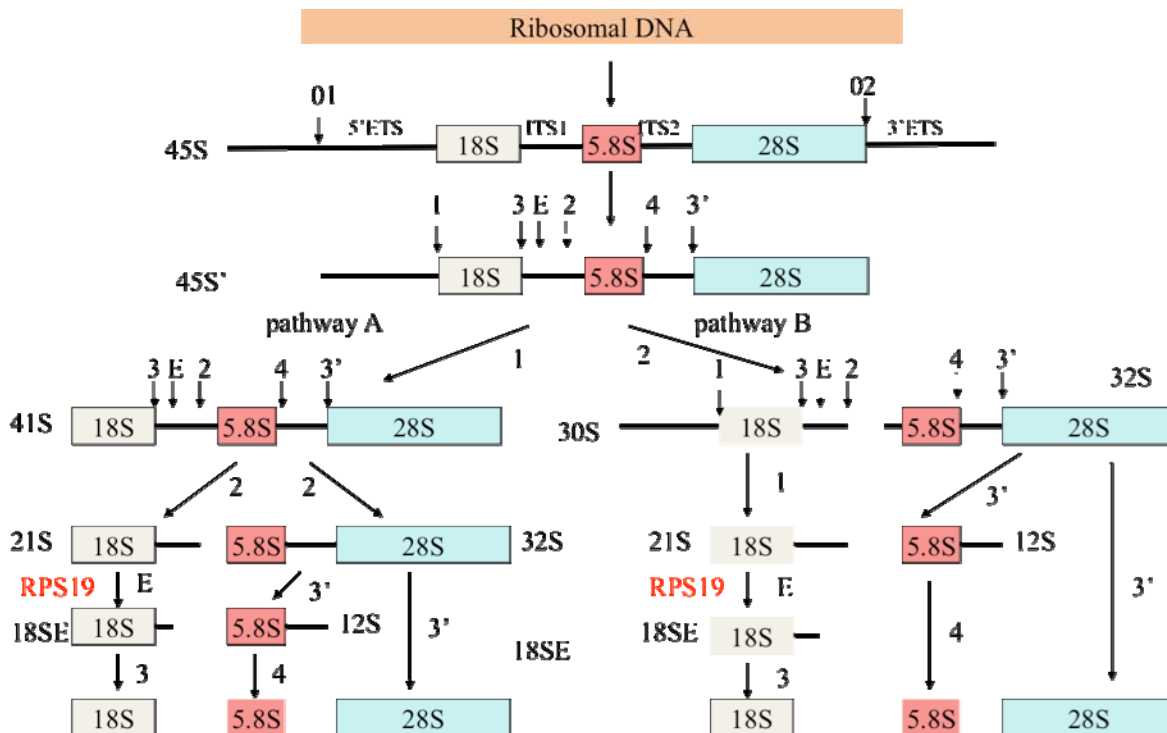 Ribosomal DNA
01
02
5'ETS
ITS1
ITS2
3'ETS
45S
18S
5.8S
28S
1
3 E 2
4
3'
45S'
18S
5.8S
28S
pathway A
pathway B
1
2
3 E 2
4
3'
1
3 E 2
4
3'
32S
41S
18S
5.8S
28S
30S
18S
5.8S
28S
2
2
1
3'
21S
18S
5.8S
28S
32S
21S
18S
5.8S
12S
RPS19
E
3'
RPS19
E
3'
18SE
18S
5.8S
12S
3'
18SE
18SE
18S
4
3
4
3
18S
5.8S
28S
18S
5.8S
28S